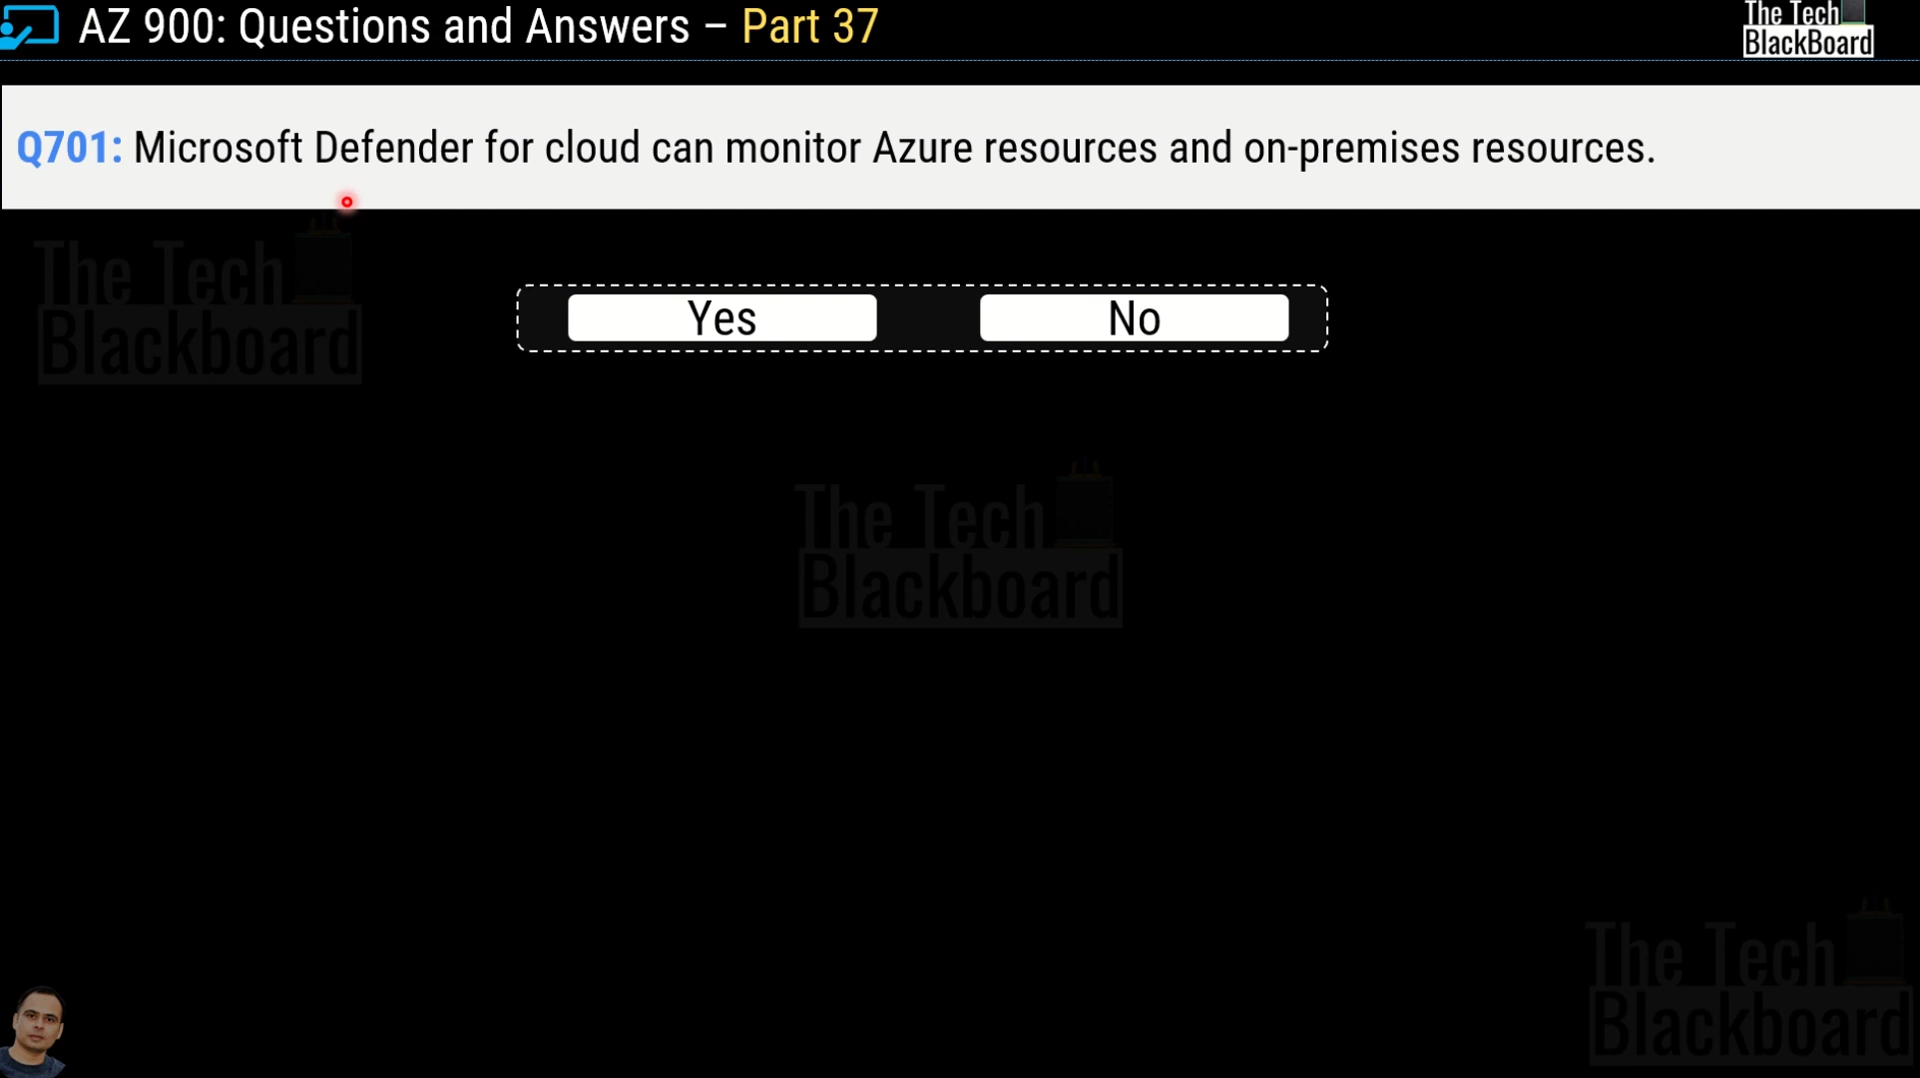 AZ 900: Questions and Answers – Part 37
The Tech
BlackBoard
Q701: Microsoft Defender for cloud can monitor Azure resources and on-premises resources.
Yes No
The Tech
Blackboard
The Tech
Blackboard
The Tech
Blackboard